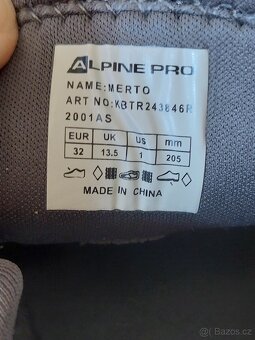 ALPINE PRO
NAME:MERTO
ART NO:KBTR243846R
2001AS
EUR UK US mm
32 13.5 1 205
MADE IN CHINA
Sbazar.cz